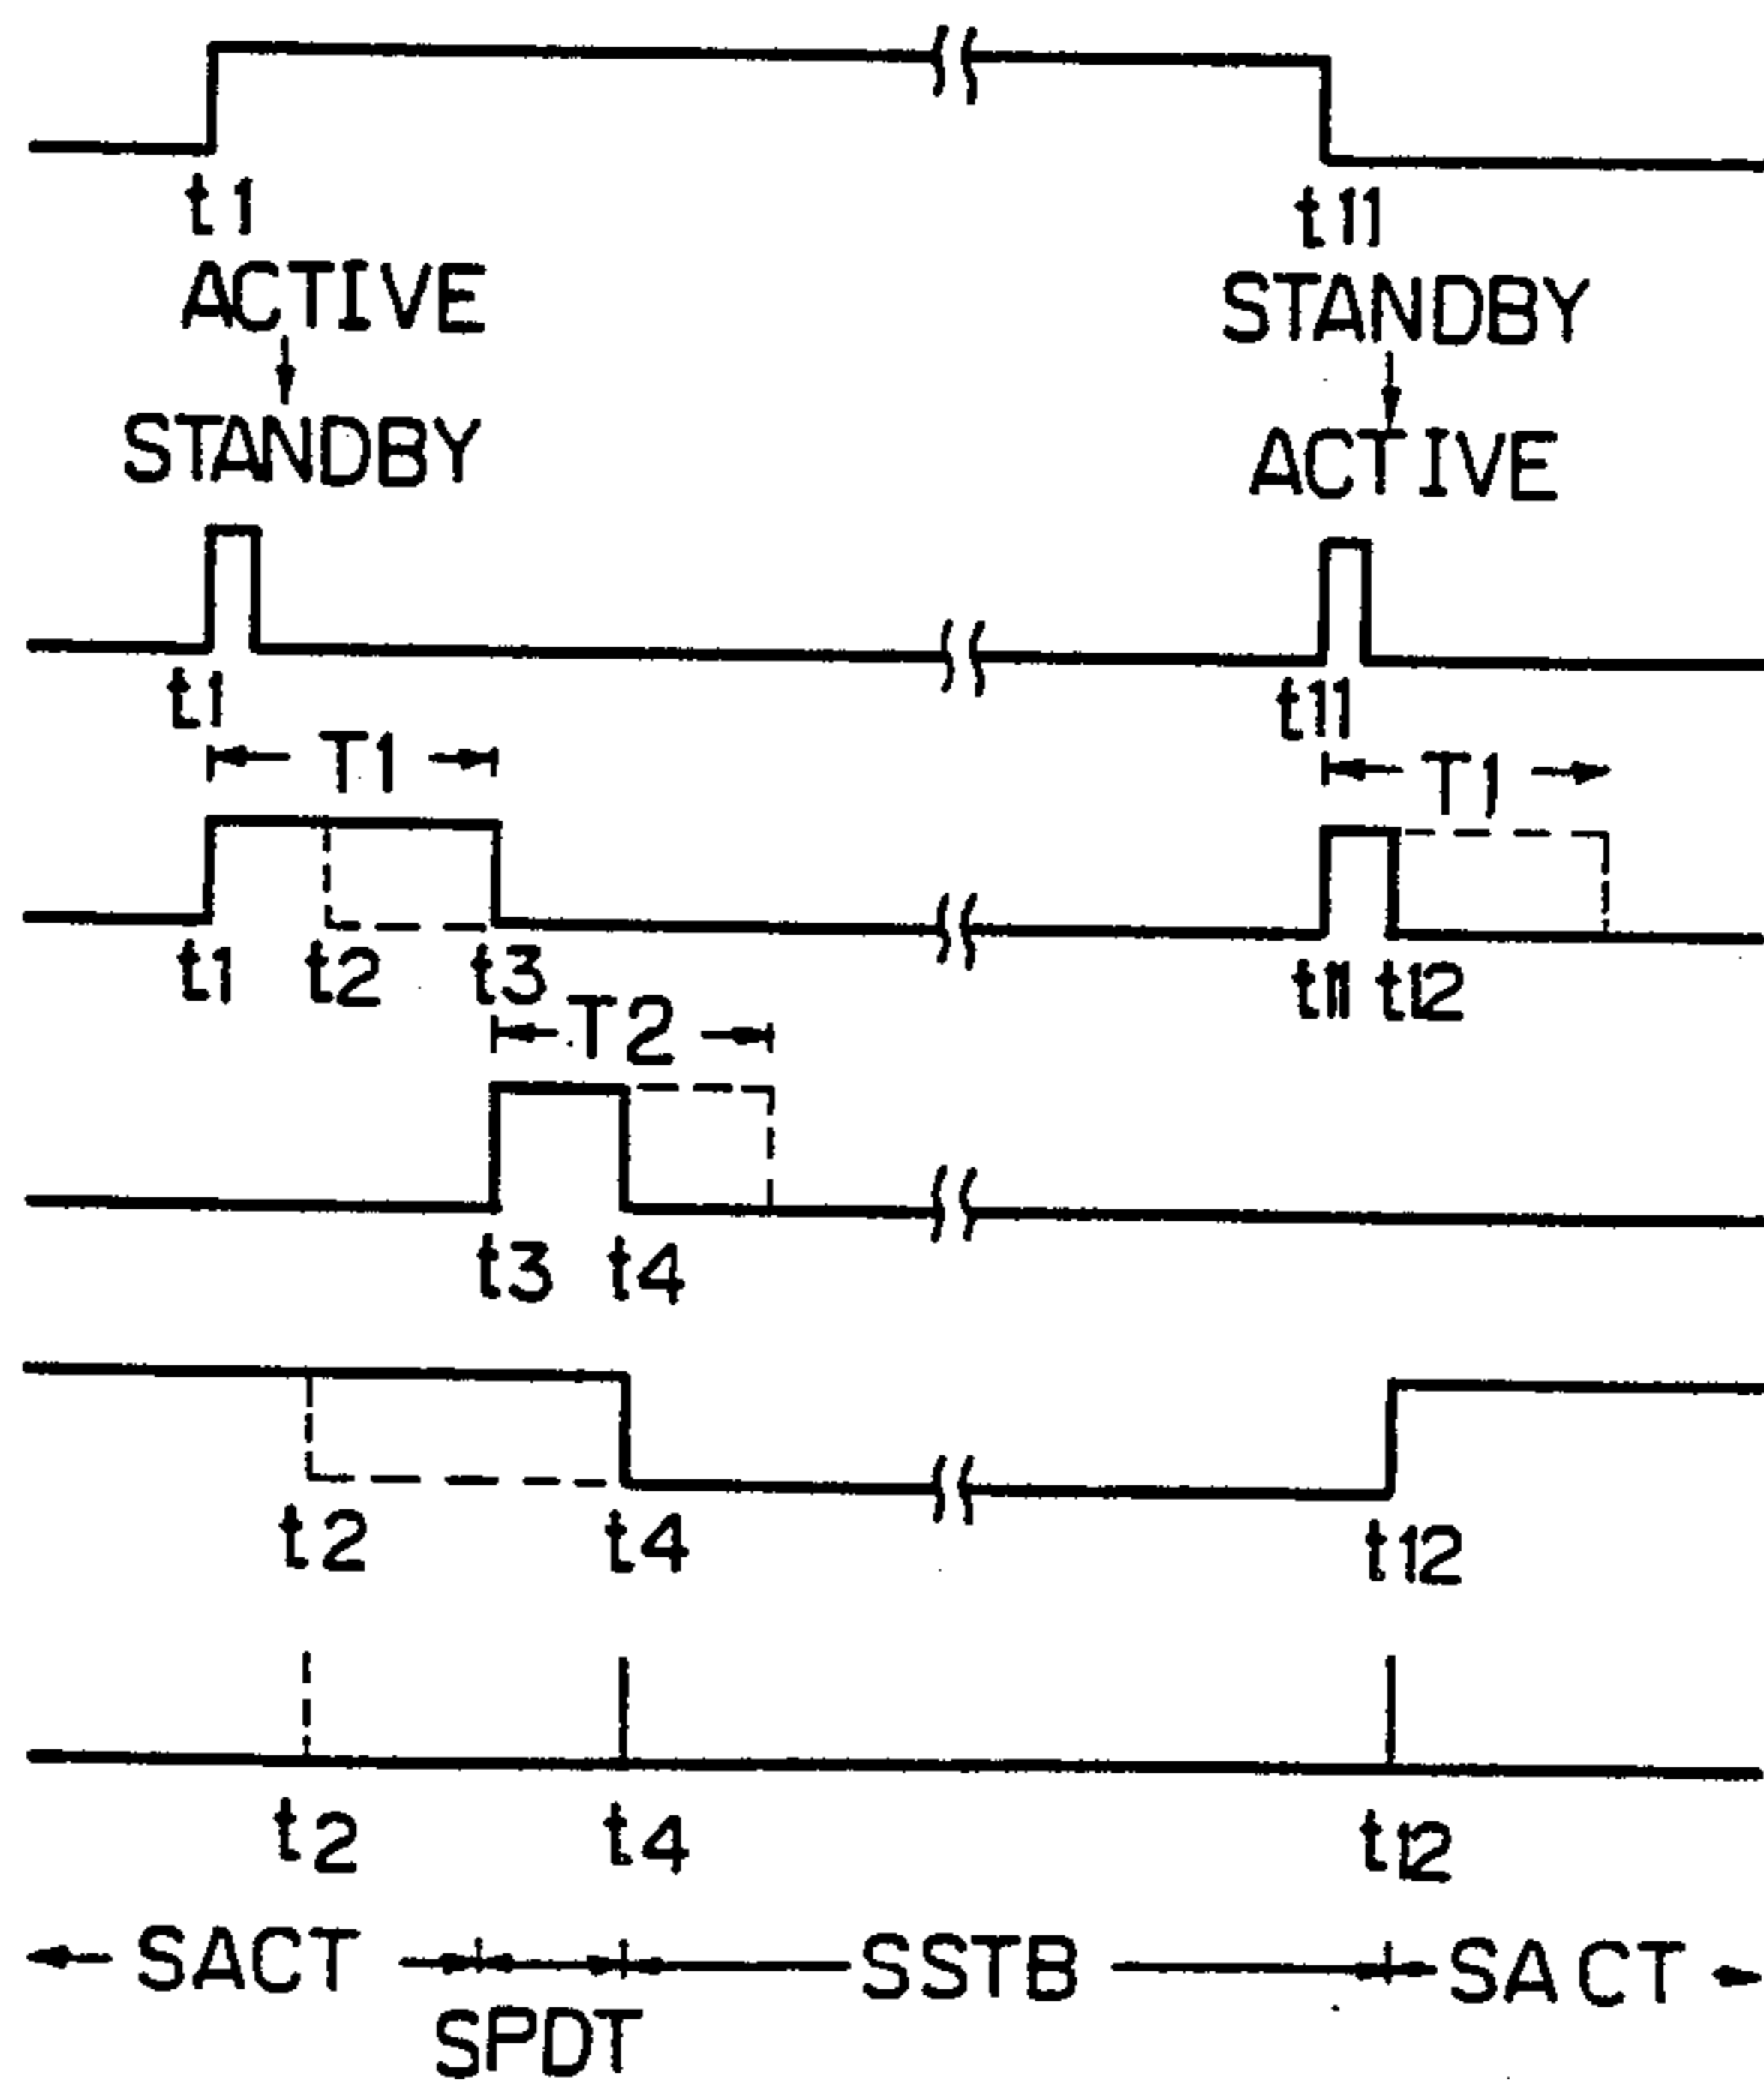 t1 t11
ACTIVE STANDBY
STANDBY ACTIVE
t1 t11
T1 T1
t1 t2 t3 t11 t12
T2
t3 t4
t2 t4 t12
t2 t4 t12
SACT SSTB SACT
SPDT